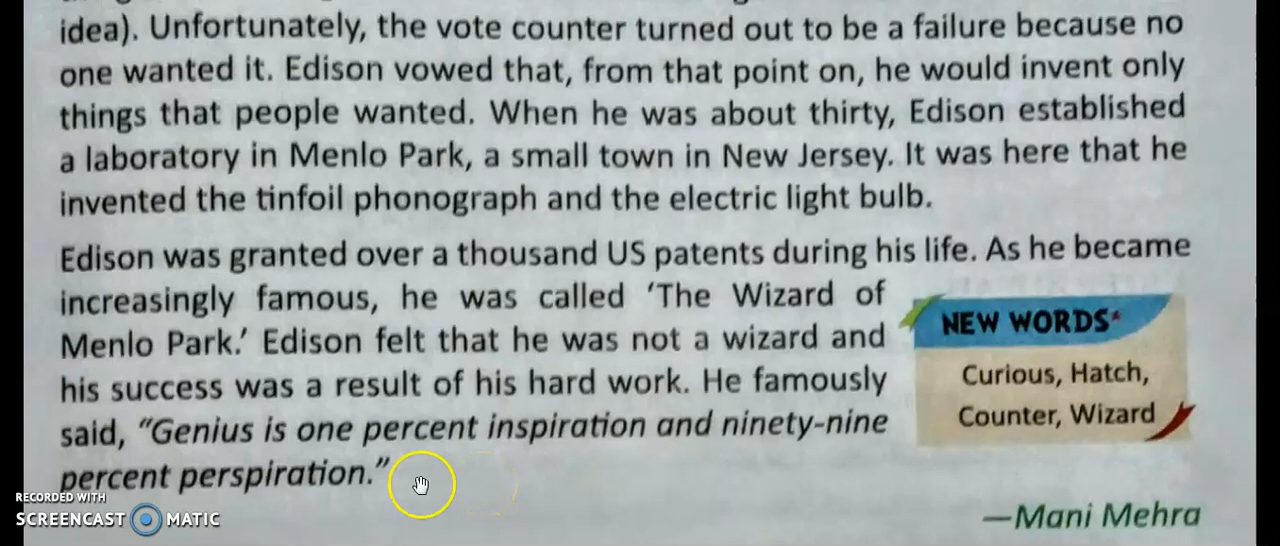 idea). Unfortunately, the vote counter turned out to be a failure because no
one wanted it. Edison vowed that, from that point on, he would invent only
things that people wanted. When he was about thirty, Edison established
a laboratory in Menlo Park, a small town in New Jersey. It was here that he
invented the tinfoil phonograph and the electric light bulb.
Edison was granted over a thousand US patents during his life. As he became
increasingly famous, he was called ‘The Wizard of
Menlo Park.’ Edison felt that he was not a wizard and
his success was a result of his hard work. He famously
said, “Genius is one percent inspiration and ninety-nine
percent perspiration.”
NEW WORDS*
Curious, Hatch,
Counter, Wizard
—Mani Mehra
RECORDED WITH
SCREENCAST MATIC